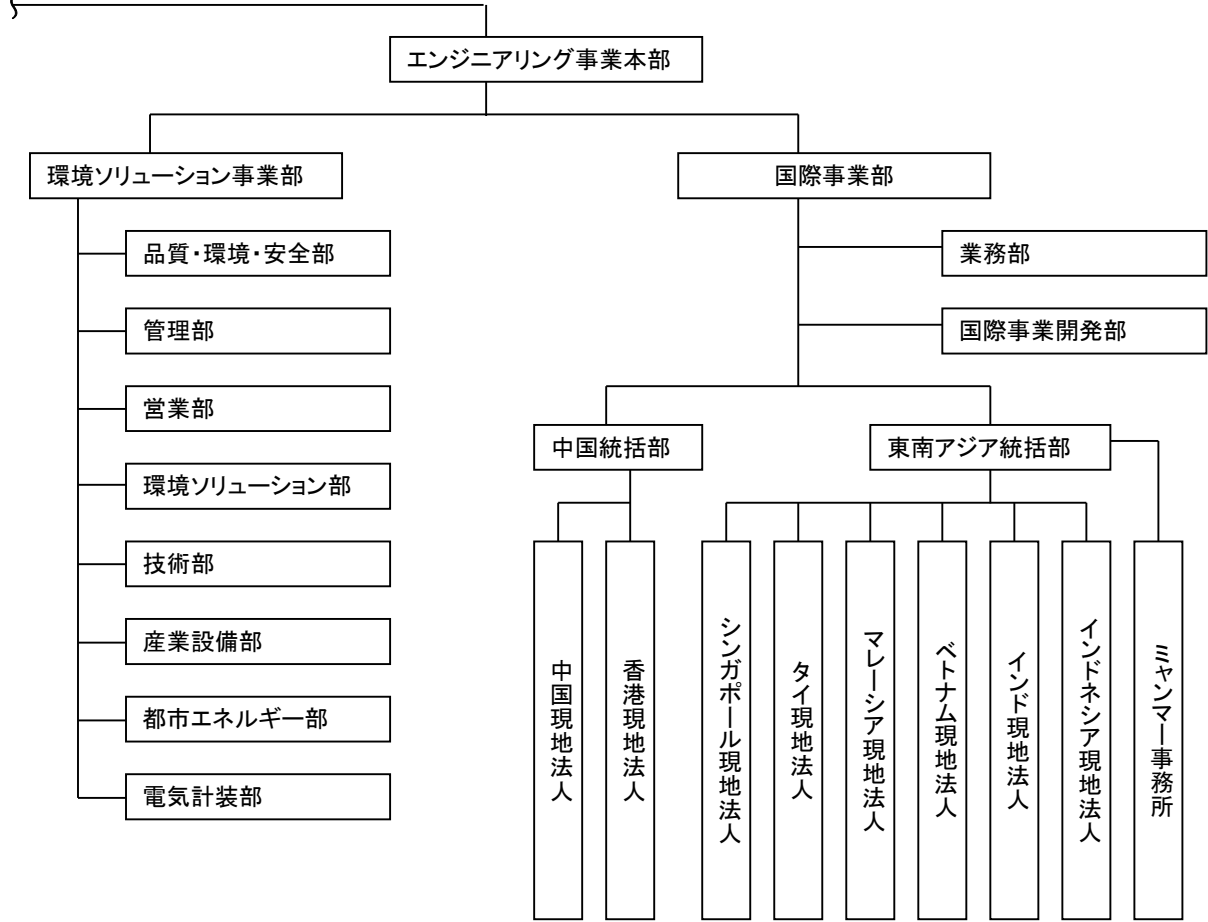 エンジニアリング事業本部
環境ソリューション事業部
国際事業部
品質・環境・安全部
業務部
管理部
国際事業開発部
営業部
中国統括部
東南アジア統括部
環境ソリューション部
技術部
産業設備部
都市エネルギー部
電気計装部
中国現地法人
香港現地法人
シンガポール現地法人
タイ現地法人
マレーシア現地法人
ベトナム現地法人
インド現地法人
インドネシア現地法人
ミャンマー事務所